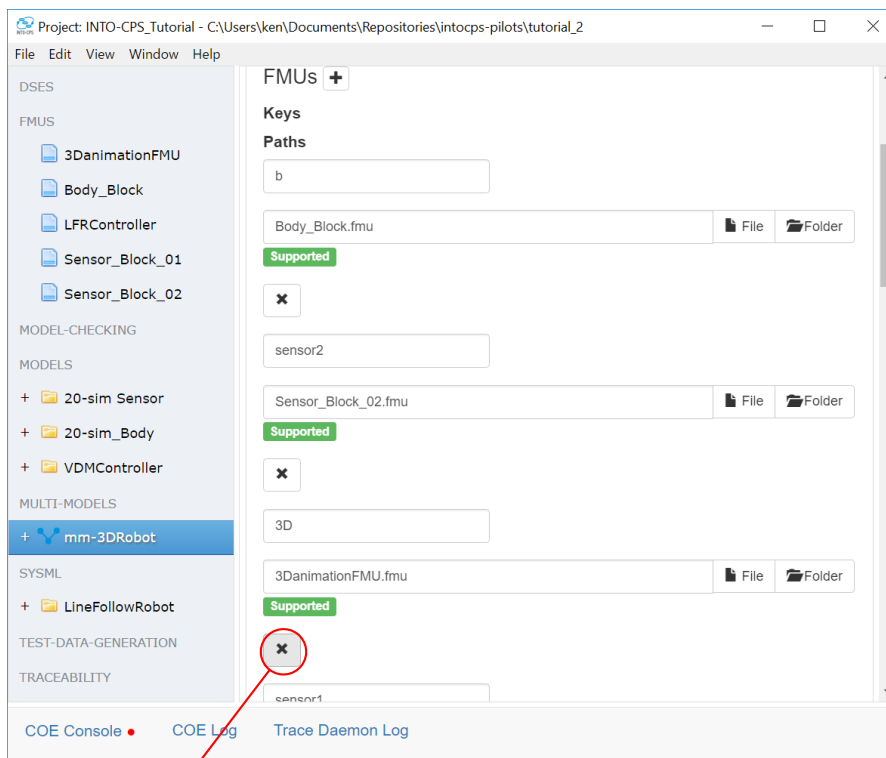 Project: INTO-CPS_Tutorial - C:\Users\ken\Documents\Repositories\intocps-pilots\tutorial_2
File Edit View Window Help
DSES
FMUS
3DanimationFMU
Body_Block
LFRController
Sensor_Block_01
Sensor_Block_02
MODEL-CHECKING
MODELS
+ 20-sim Sensor
+ 20-sim_Body
+ VDMController
MULTI-MODELS
+ mm-3DRobot
SYSML
+ LineFollowRobot
TEST-DATA-GENERATION
TRACEABILITY
FMUs +
Keys
Paths
b
Body_Block.fmu File Folder
Supported
sensor2
Sensor_Block_02.fmu File Folder
Supported
3D
3DanimationFMU.fmu File Folder
Supported
sensor1
COE Console COE Log Trace Daemon Log